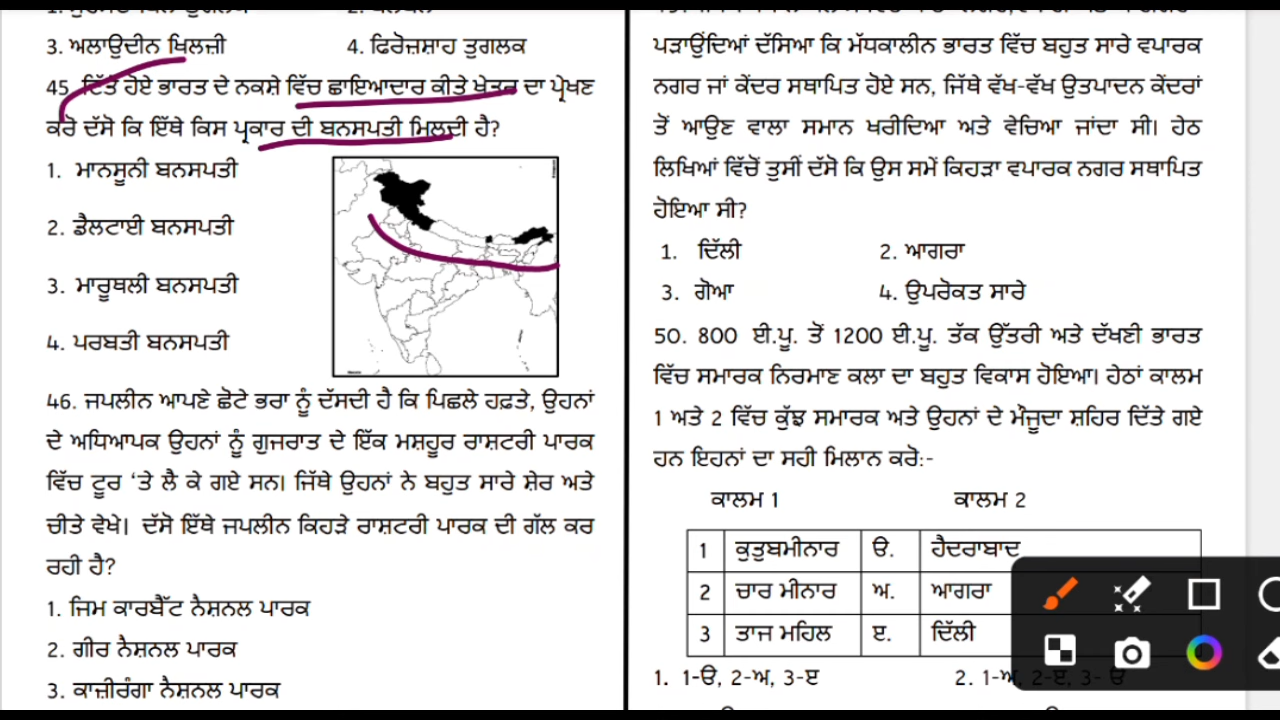 3. ਅਲਾਉਦੀਨ ਖਿਲਜ਼ੀ
4. ਫਿਰੋਜ਼ਸ਼ਾਹ ਤੁਗਲਕ
45. ਦਿੱਤੇ ਹੋਏ ਭਾਰਤ ਦੇ ਨਕਸ਼ੇ ਵਿੱਚ ਛਾਇਆਦਾਰ ਕੀਤੇ ਖੇਤਰ ਦਾ ਪ੍ਰੇਖਣ
ਕਰੋ ਦੱਸੋ ਕਿ ਇੱਥੇ ਕਿਸ ਪ੍ਰਕਾਰ ਦੀ ਬਨਸਪਤੀ ਮਿਲਦੀ ਹੈ?
1. ਮਾਨਸੂਨੀ ਬਨਸਪਤੀ
2. ਡੈਲਟਾਈ ਬਨਸਪਤੀ
3. ਮਾਰੂਥਲੀ ਬਨਸਪਤੀ
4. ਪਰਬਤੀ ਬਨਸਪਤੀ
46. ਜਪਲੀਨ ਆਪਣੇ ਛੋਟੇ ਭਰਾ ਨੂੰ ਦੱਸਦੀ ਹੈ ਕਿ ਪਿਛਲੇ ਹਫ਼ਤੇ, ਉਹਨਾਂ
ਦੇ ਅਧਿਆਪਕ ਉਹਨਾਂ ਨੂੰ ਗੁਜਰਾਤ ਦੇ ਇੱਕ ਮਸ਼ਹੂਰ ਰਾਸ਼ਟਰੀ ਪਾਰਕ
ਵਿੱਚ ਟੂਰ 'ਤੇ ਲੈ ਕੇ ਗਏ ਸਨ। ਜਿੱਥੇ ਉਹਨਾਂ ਨੇ ਬਹੁਤ ਸਾਰੇ ਸ਼ੇਰ ਅਤੇ
ਚੀਤੇ ਵੇਖੇ। ਦੱਸੋ ਇੱਥੇ ਜਪਲੀਨ ਕਿਹੜੇ ਰਾਸ਼ਟਰੀ ਪਾਰਕ ਦੀ ਗੱਲ ਕਰ
ਰਹੀ ਹੈ?
1. ਜਿਮ ਕਾਰਬੈੱਟ ਨੈਸ਼ਨਲ ਪਾਰਕ
2. ਗੀਰ ਨੈਸ਼ਨਲ ਪਾਰਕ
3. ਕਾਜ਼ੀਰੰਗਾ ਨੈਸ਼ਨਲ ਪਾਰਕ
ਪੜਾਉਂਦਿਆਂ ਦੱਸਿਆ ਕਿ ਮੱਧਕਾਲੀਨ ਭਾਰਤ ਵਿੱਚ ਬਹੁਤ ਸਾਰੇ ਵਪਾਰਕ
ਨਗਰ ਜਾਂ ਕੇਂਦਰ ਸਥਾਪਿਤ ਹੋਏ ਸਨ, ਜਿੱਥੇ ਵੱਖ-ਵੱਖ ਉਤਪਾਦਨ ਕੇਂਦਰਾਂ
ਤੋਂ ਆਉਣ ਵਾਲਾ ਸਮਾਨ ਖਰੀਦਿਆ ਅਤੇ ਵੇਚਿਆ ਜਾਂਦਾ ਸੀ। ਹੇਠ
ਲਿਖਿਆਂ ਵਿੱਚੋਂ ਤੁਸੀਂ ਦੱਸੋ ਕਿ ਉਸ ਸਮੇਂ ਕਿਹੜਾ ਵਪਾਰਕ ਨਗਰ ਸਥਾਪਿਤ
ਹੋਇਆ ਸੀ?
1. ਦਿੱਲੀ
2. ਆਗਰਾ
3. ਗੋਆ
4. ਉਪਰੋਕਤ ਸਾਰੇ
50. 800 ਈ.ਪੂ. ਤੋਂ 1200 ਈ.ਪੂ. ਤੱਕ ਉੱਤਰੀ ਅਤੇ ਦੱਖਣੀ ਭਾਰਤ
ਵਿੱਚ ਸਮਾਰਕ ਨਿਰਮਾਣ ਕਲਾ ਦਾ ਬਹੁਤ ਵਿਕਾਸ ਹੋਇਆ। ਹੇਠਾਂ ਕਾਲਮ
1 ਅਤੇ 2 ਵਿੱਚ ਕੁੱਝ ਸਮਾਰਕ ਅਤੇ ਉਹਨਾਂ ਦੇ ਮੌਜੂਦਾ ਸ਼ਹਿਰ ਦਿੱਤੇ ਗਏ
ਹਨ ਇਹਨਾਂ ਦਾ ਸਹੀ ਮਿਲਾਨ ਕਰੋ:-
ਕਾਲਮ 1 ਕਾਲਮ 2
1 ਕੁਤੁਬਮੀਨਾਰ ੳ. ਹੈਦਰਾਬਾਦ
2 ਚਾਰ ਮੀਨਾਰ ਅ. ਆਗਰਾ
3 ਤਾਜ ਮਹਿਲ ੲ. ਦਿੱਲੀ
1. 1-ੳ, 2-ਅ, 3-ੲ
2. 1-ਅ, 2-ੲ, 3- ੳ